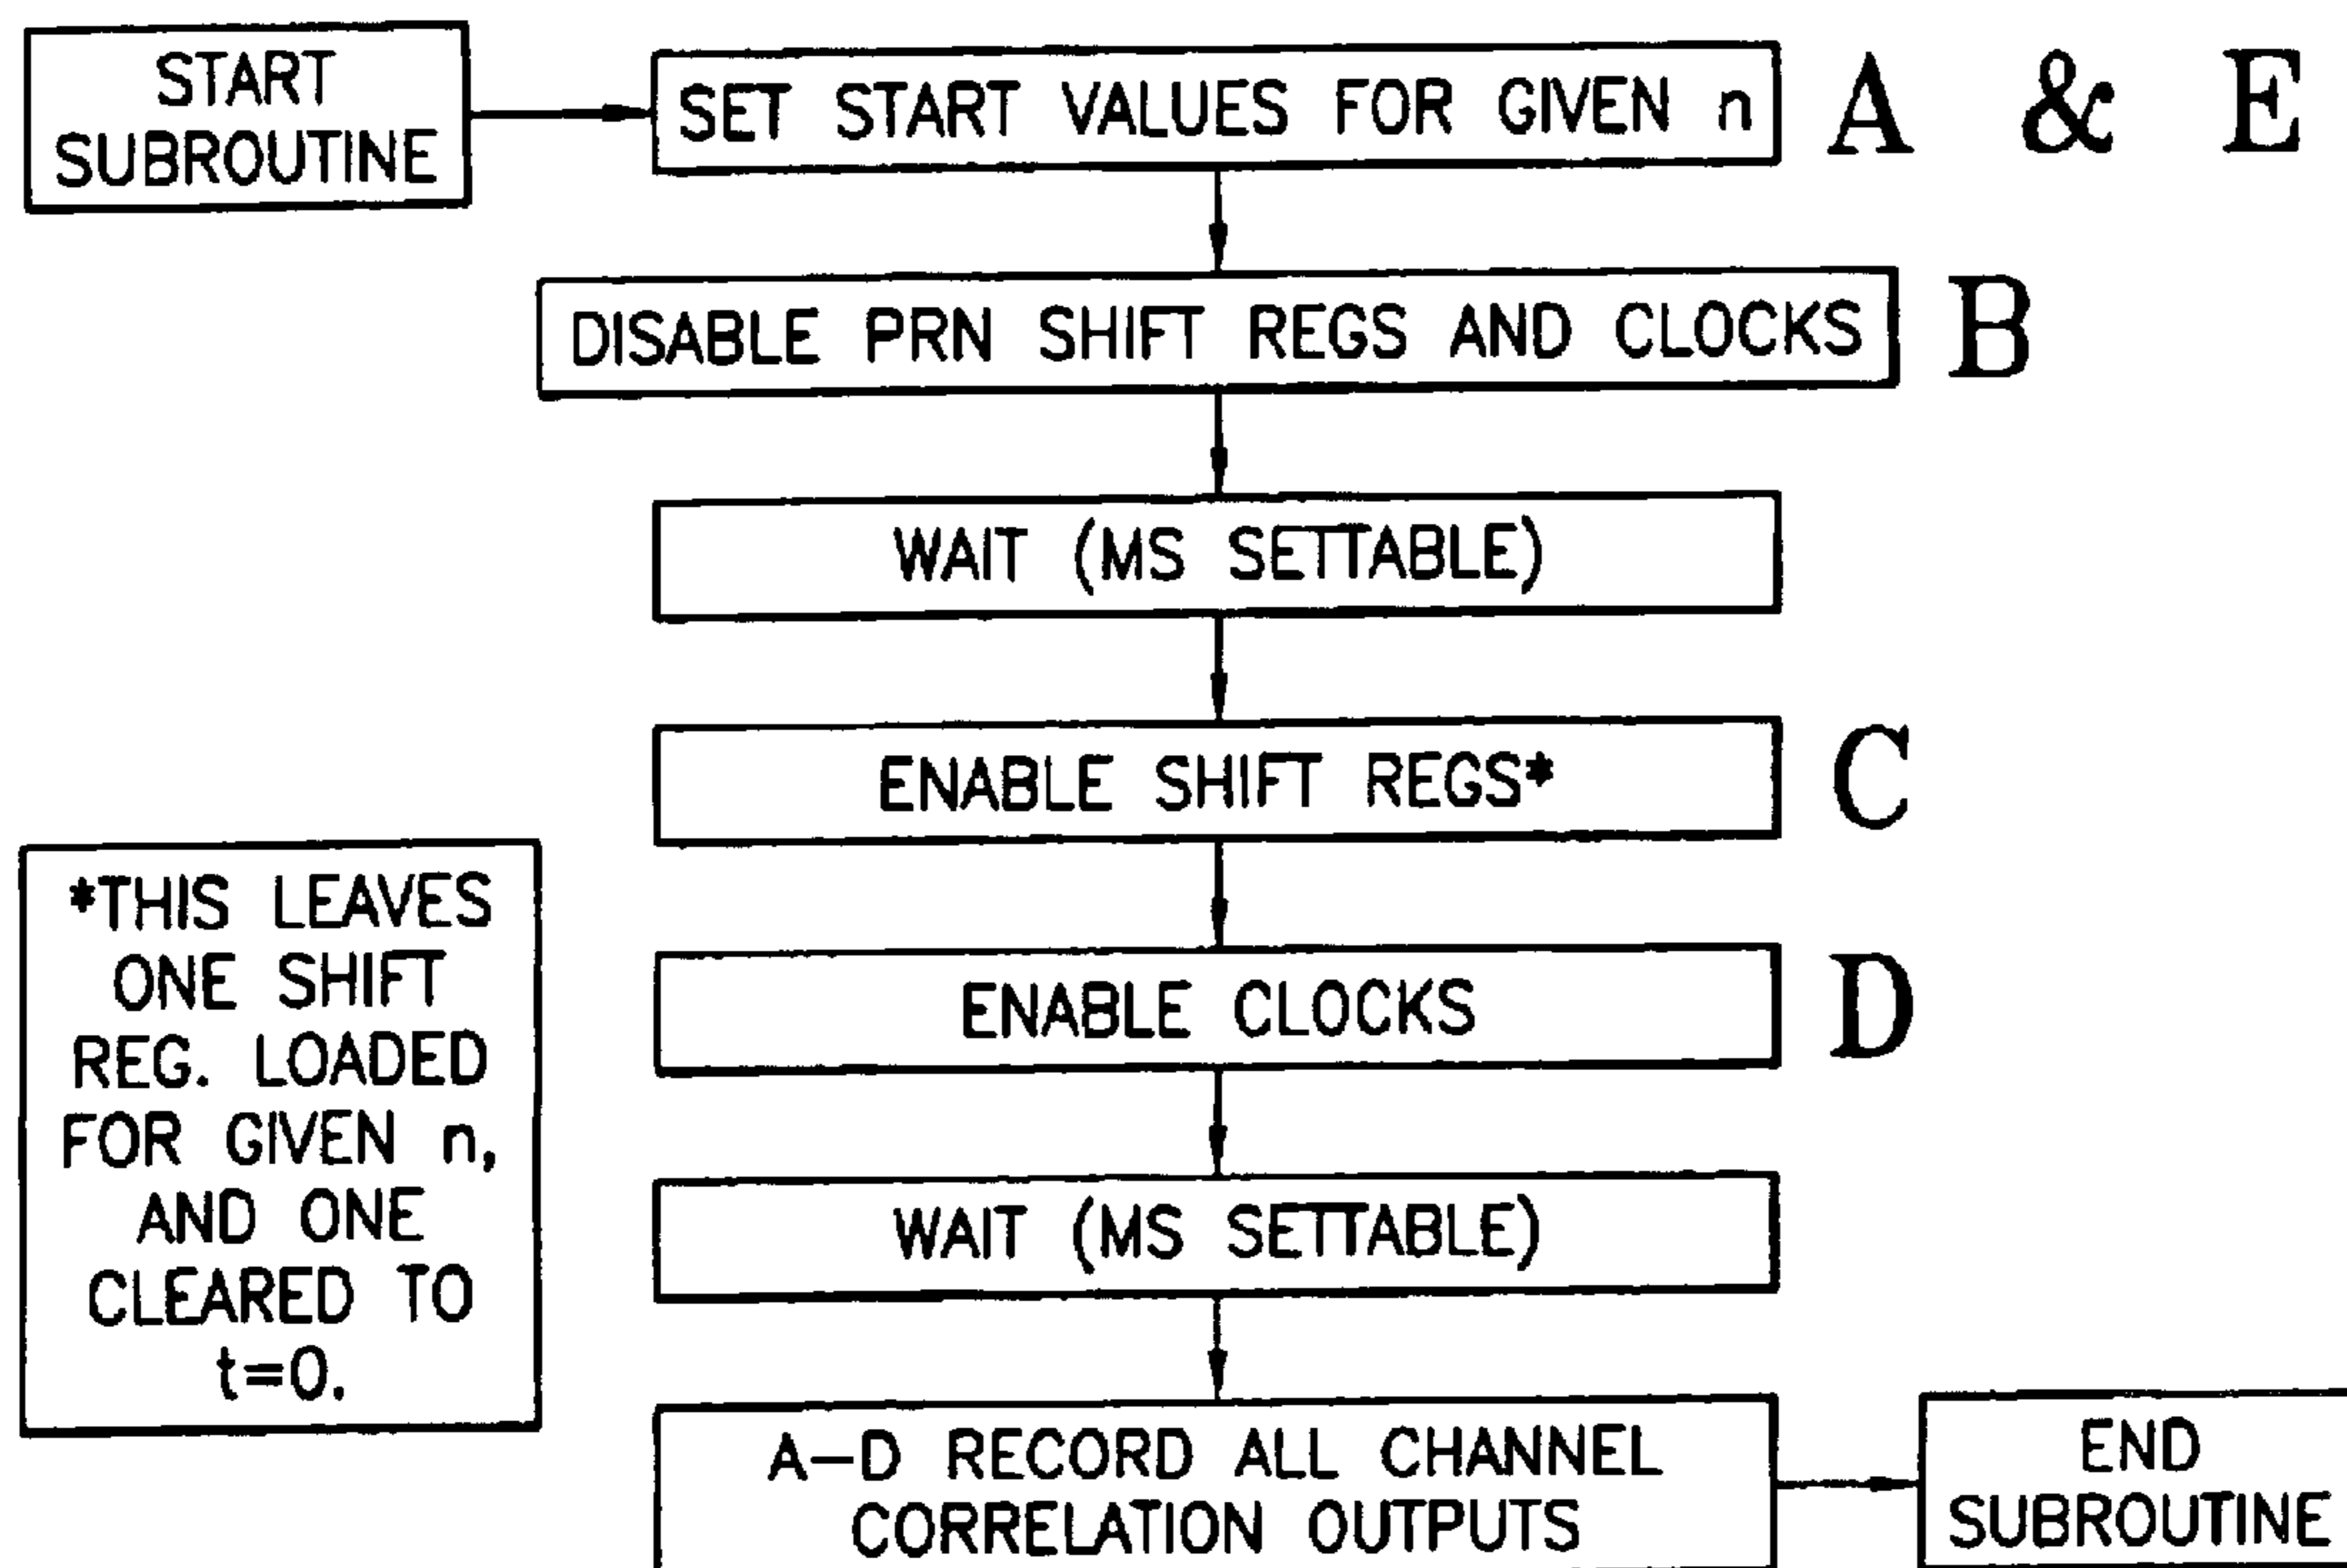 START
SUBROUTINE
SET START VALUES FOR GIVEN n
A & E
DISABLE PRN SHIFT REGS AND CLOCKS
B
WAIT (MS SETTABLE)
ENABLE SHIFT REGS*
C
*THIS LEAVES
ONE SHIFT
REG. LOADED
FOR GIVEN n,
AND ONE
CLEARED TO
t=0.
ENABLE CLOCKS
D
WAIT (MS SETTABLE)
A-D RECORD ALL CHANNEL
CORRELATION OUTPUTS
END
SUBROUTINE